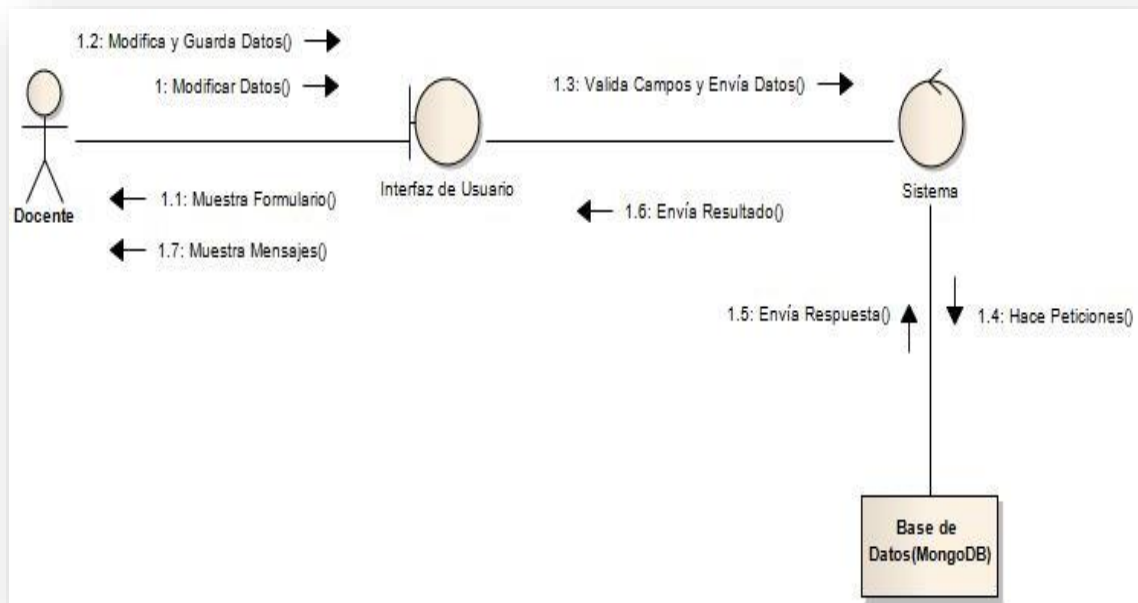 1.2: Modifica y Guarda Datos()
1: Modificar Datos()
1.3: Valida Campos y Envía Datos()
Interfaz de Usuario
Sistema
1.1: Muestra Formulario()
Docente
1.6: Envía Resultado()
1.7: Muestra Mensajes()
1.5: Envía Respuesta()
1.4: Hace Peticiones()
Base de
Datos(MongoDB)